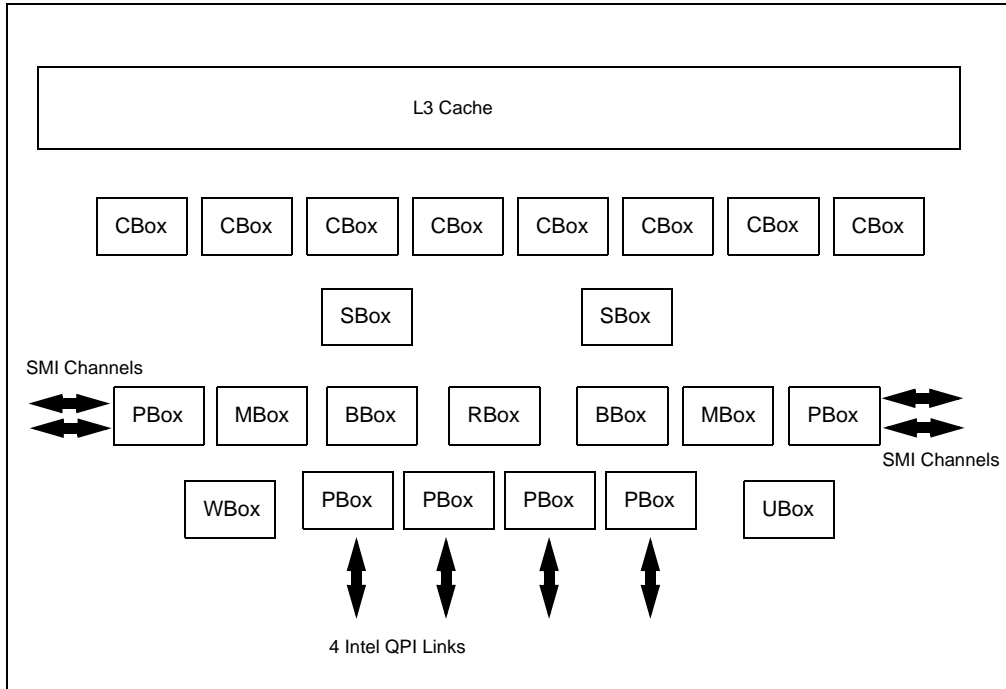 L3 Cache
CBox CBox CBox CBox CBox CBox CBox CBox
SBox SBox
SMI Channels
PBox MBox BBox RBox BBox MBox PBox
SMI Channels
WBox PBox PBox PBox PBox UBox
4 Intel QPI Links